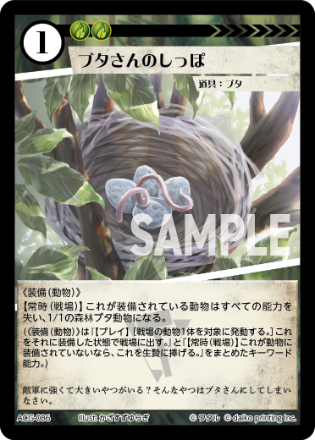 1
ブタさんのしっぽ
道具：ブタ
SAMPLE
《装備（動物）》
【常時（戦場）】これが装備されている動物はすべての能力を
失い、1/1の森林ブタ動物になる。
（《装備（動物）》は『【プレイ】［戦場の動物1体を対象に発動する。］これ
をそれに装備した状態で戦場に出す。』と『【常時（戦場）】これが動物に
装備されていないなら、これを生贄に捧げる。』をまとめたキーワード
能力。）
敵軍に強くて大きいやつがいる？そんなやつはブタさんにしてしまい
なさい。
ACG-036
Illust: かざすずゆらぎ
© ワタル © daiko printing inc.